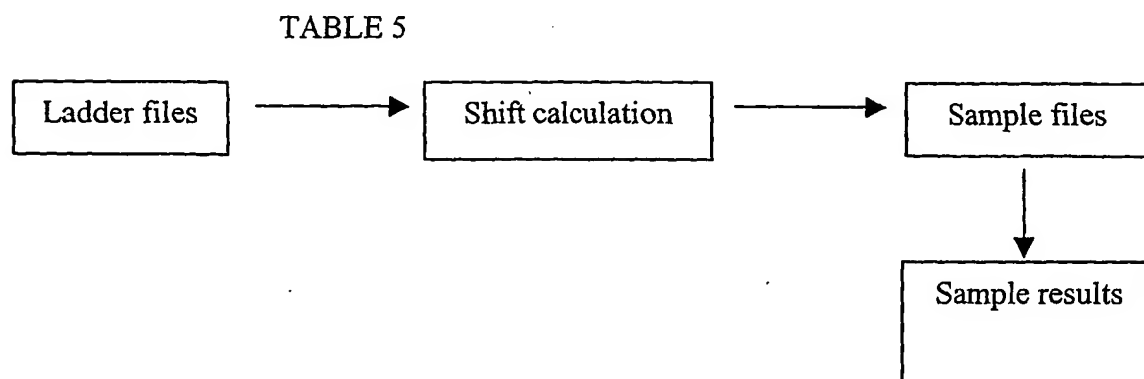 TABLE 5
Ladder files
Shift calculation
Sample files
Sample results